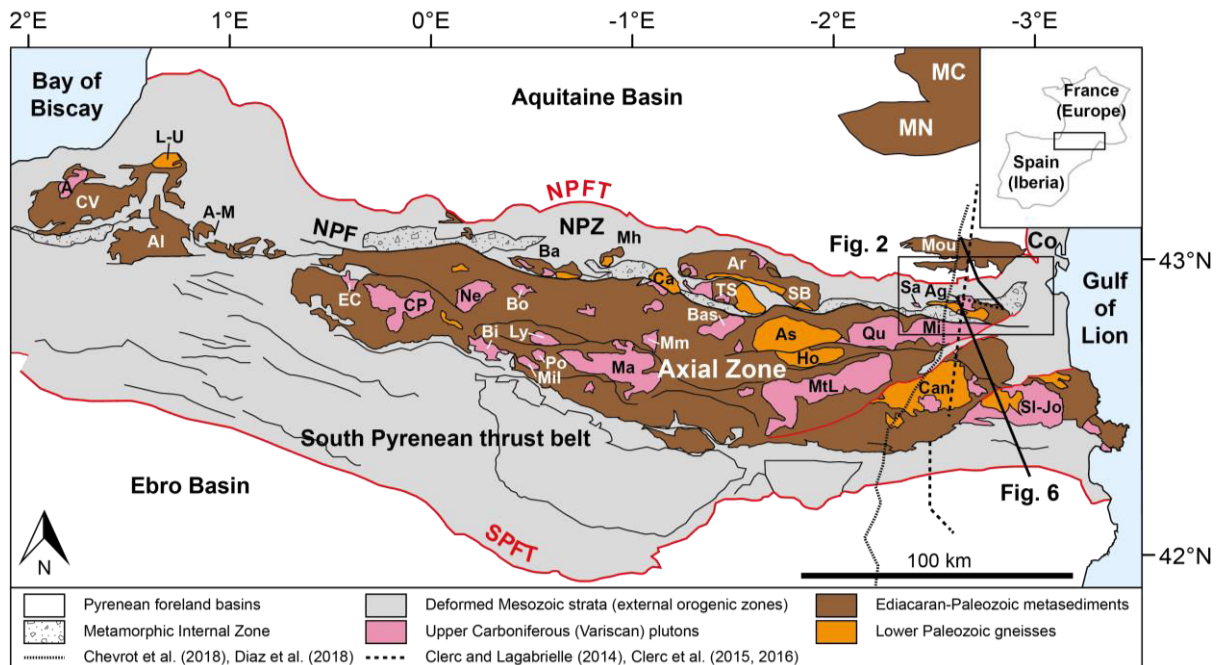 2°E 1°E 0°E -1°E -2°E -3°E
Bay of
Biscay
Aquitaine Basin
MC
MN
France
(Europe)
Spain
(Iberia)
L-U
A
CV
A-M
AI
NPF
NPFT
NPZ
Mh
Ba
Ca
Ar
TS
SB
Fig. 2
Mou
Co
43°N
Sa
Ag
Gulf
of
Lion
EC
CP
Ne
Bo
Bas
As
Qu
Mi
Bi
Ly
Mm
Ho
Po
Mil
Ma
Axial Zone
MtL
Can
SI-Jo
South Pyrenean thrust belt
Ebro Basin
Fig. 6
SPFT
N
100 km
42°N
Pyrenean foreland basins
Deformed Mesozoic strata (external orogenic zones)
Ediacaran-Paleozoic metasediments
Metamorphic Internal Zone
Upper Carboniferous (Variscan) plutons
Lower Paleozoic gneisses
Chevrot et al. (2018), Diaz et al. (2018)
Clerc and Lagabrielle (2014), Clerc et al. (2015, 2016)